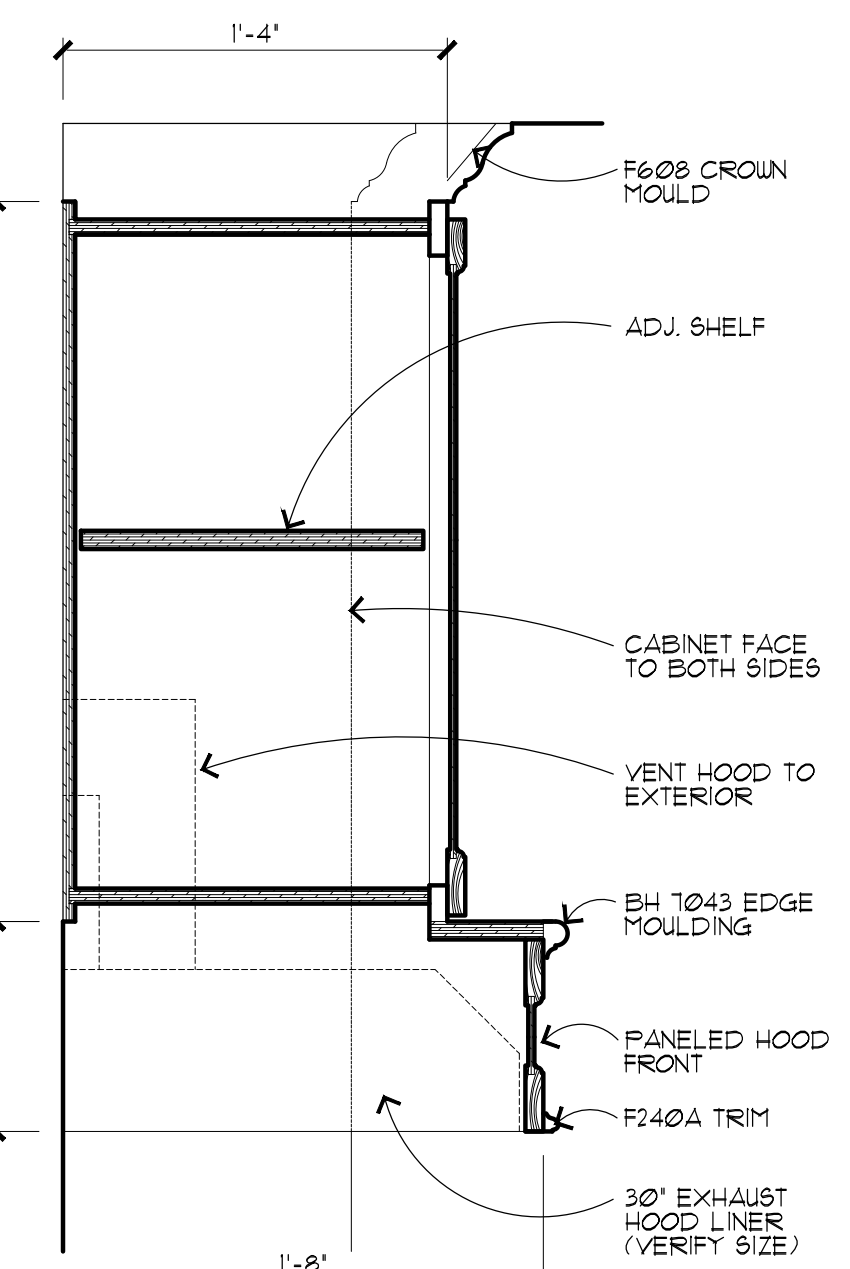 1'-4"
F608 CROWN
MOULD
ADJ. SHELF
CABINET FACE
TO BOTH SIDES
VENT HOOD TO
EXTERIOR
BH 7043 EDGE
MOULDING
PANELED HOOD
FRONT
F240A TRIM
30" EXHAUST
HOOD LINER
(VERIFY SIZE)
1'-8"